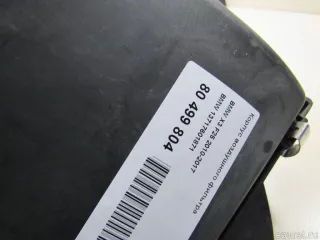 Корпус воздушного фильтра
BMW X3 F25 2010-2017
BMW 13717601871
80 499 804